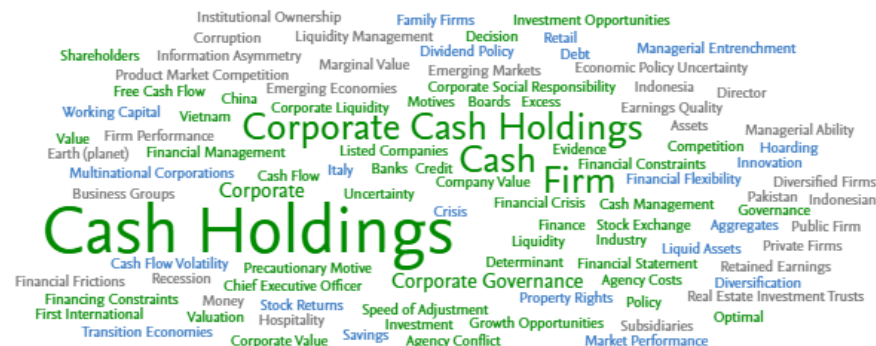 Institutional Ownership Family Firms Investment Opportunities
Corruption Liquidity Management Decision Retail
Shareholders Information Asymmetry Marginal Value Dividend Policy Debt Managerial Entrenchment
Product Market Competition Emerging Markets Economic Policy Uncertainty
Free Cash Flow China Emerging Economies Corporate Social Responsibility Indonesia Director
Working Capital Vietnam Corporate Liquidity Motives Boards Excess Earnings Quality
Value Firm Performance Corporate Cash Holdings Assets Managerial Ability
Earth (planet) Financial Management Listed Companies Cash Evidence Competition Hoarding
Multinational Corporations Cash Flow Italy Banks Credit Financial Constraints Innovation
Business Groups Corporate Uncertainty Company Value Firm Financial Flexibility Diversified Firms
Cash Holdings Crisis Financial Crisis Cash Management Pakistan Indonesian
Governance
Finance Stock Exchange Aggregates Public Firm
Liquidity Industry Liquid Assets Private Firms
Cash Flow Volatility Precautionary Motive Determinant Financial Statement Retained Earnings
Financial Frictions Recession Chief Executive Officer Corporate Governance Agency Costs Diversification
Financing Constraints Money Stock Returns Property Rights Policy Real Estate Investment Trusts
First International Valuation Hospitality Speed of Adjustment Optimal
Transition Economies Savings Investment Growth Opportunities Subsidiaries
Corporate Value Agency Conflict Market Performance